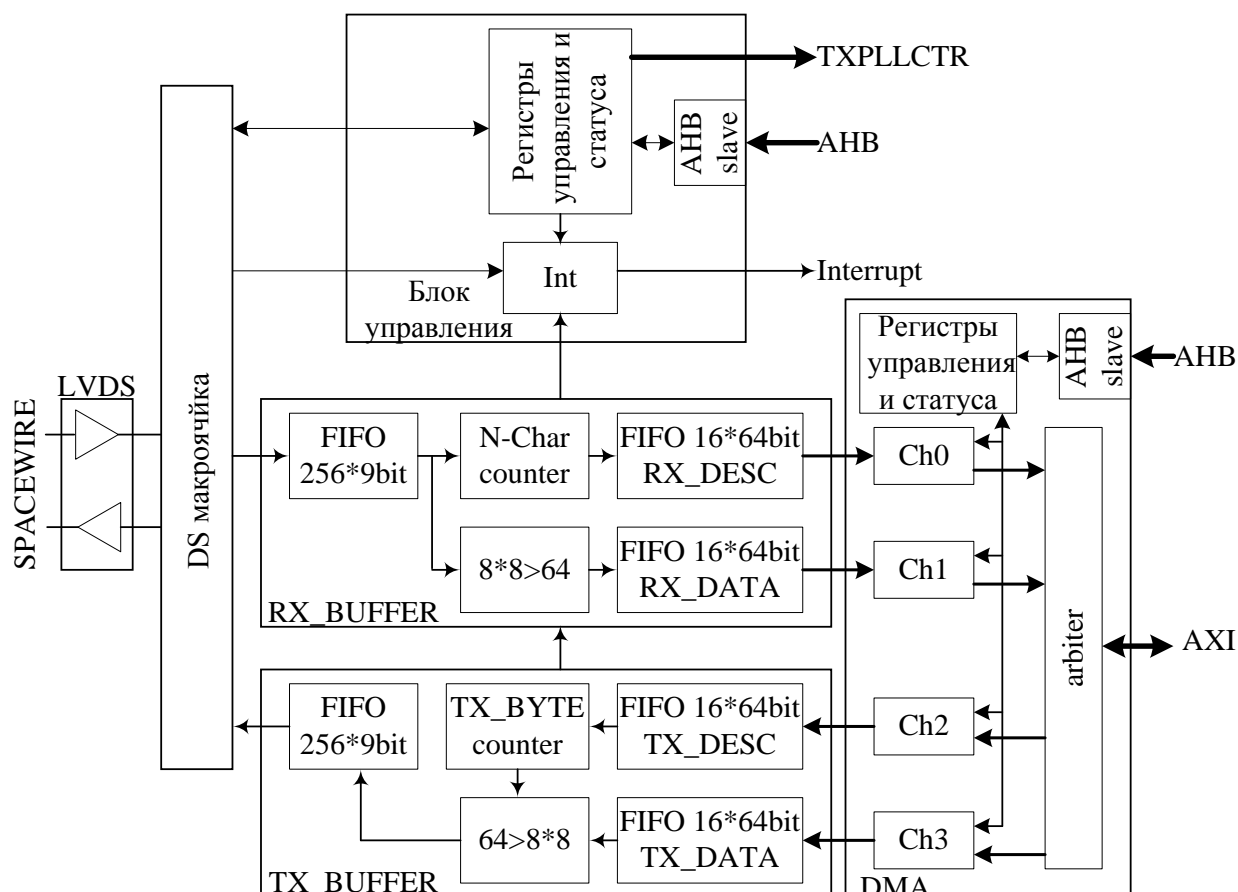 Регистры
управления и
статуса
TXPLLCTR
AHB
slave
AHB
Int
Interrupt
Блок
управления
DS макроячйка
LVDS
SPACEWIRE
FIFO
256*9bit
N-Char
counter
FIFO 16*64bit
RX_DESC
8*8>64
FIFO 16*64bit
RX_DATA
RX_BUFFER
FIFO
256*9bit
TX_BYTE
counter
FIFO 16*64bit
TX_DESC
64>8*8
FIFO 16*64bit
TX_DATA
TX_BUFFER
Регистры
управления
и статуса
AHB
slave
AHB
Ch0
Ch1
Ch2
Ch3
arbiter
AXI
DMA